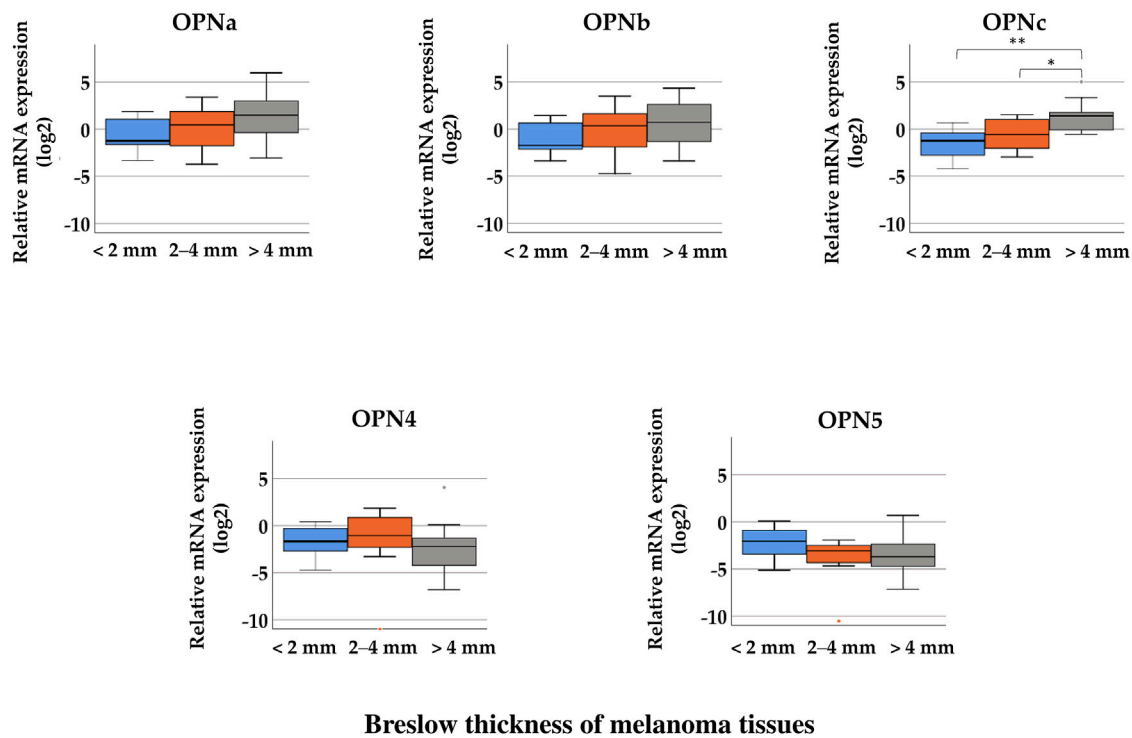 OPNa
Relative mRNA expression
(log2)
5
0
-5
-10
< 2 mm 2–4 mm > 4 mm
OPNb
Relative mRNA expression
(log2)
5
0
-5
-10
< 2 mm 2–4 mm > 4 mm
OPNc
Relative mRNA expression
(log2)
**
*
5
0
-5
-10
< 2 mm 2–4 mm > 4 mm
OPN4
Relative mRNA expression
(log2)
5
0
-5
-10
< 2 mm 2–4 mm > 4 mm
OPN5
Relative mRNA expression
(log2)
5
0
-5
-10
< 2 mm 2–4 mm > 4 mm
Breslow thickness of melanoma tissues